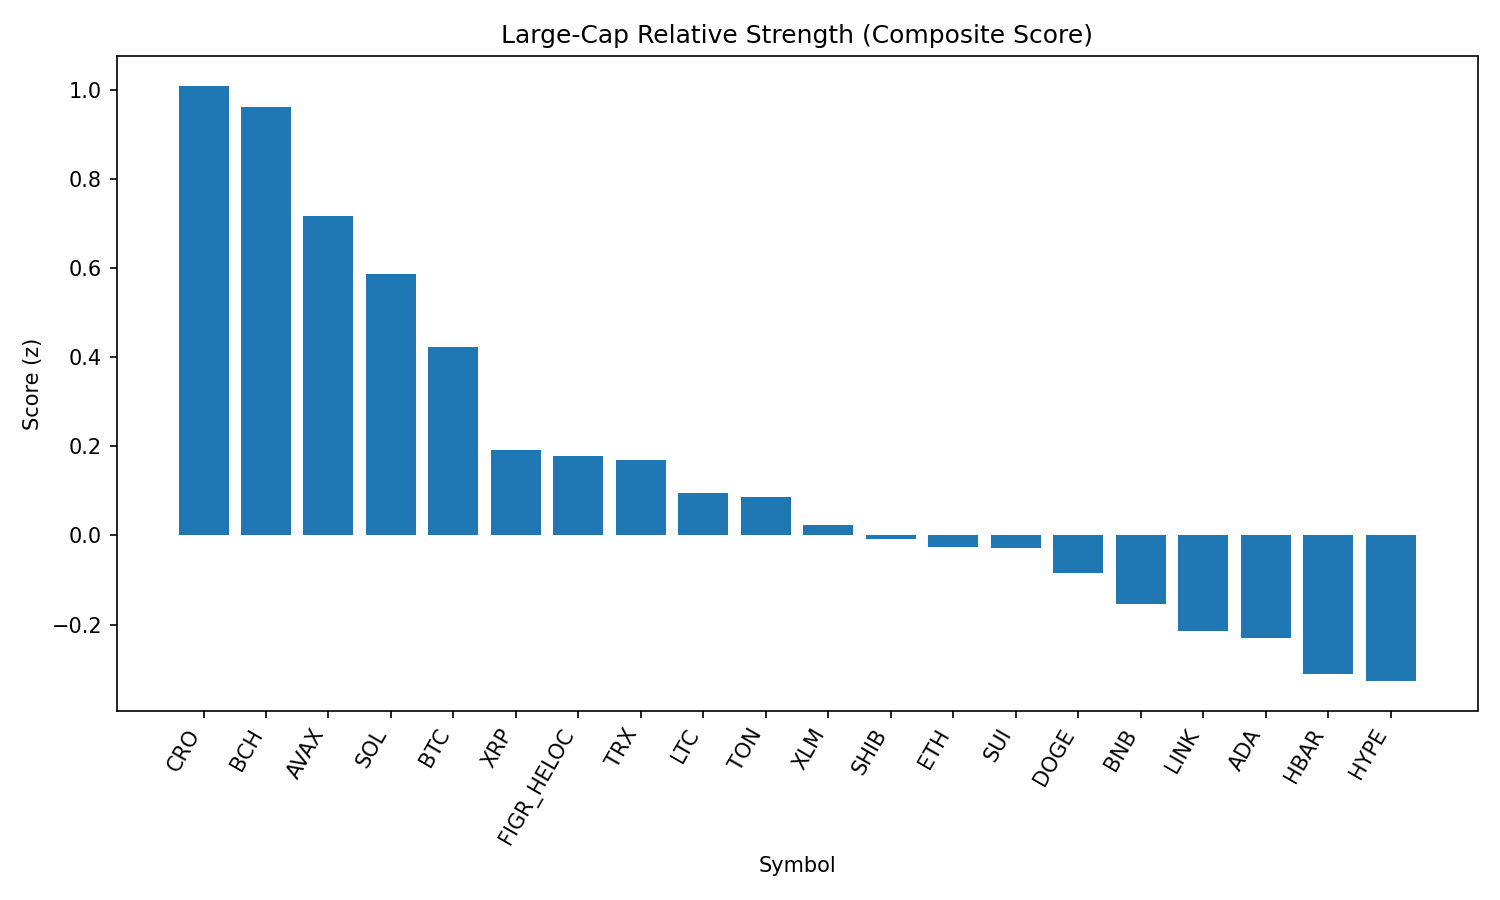 Large-Cap Relative Strength (Composite Score)
Score (z)
1.0
0.8
0.6
0.4
0.2
0.0
−0.2
CRO
BCH
AVAX
SOL
BTC
XRP
FIGR_HELOC
TRX
LTC
TON
XLM
SHIB
ETH
SUI
DOGE
BNB
LINK
ADA
HBAR
HYPE
Symbol